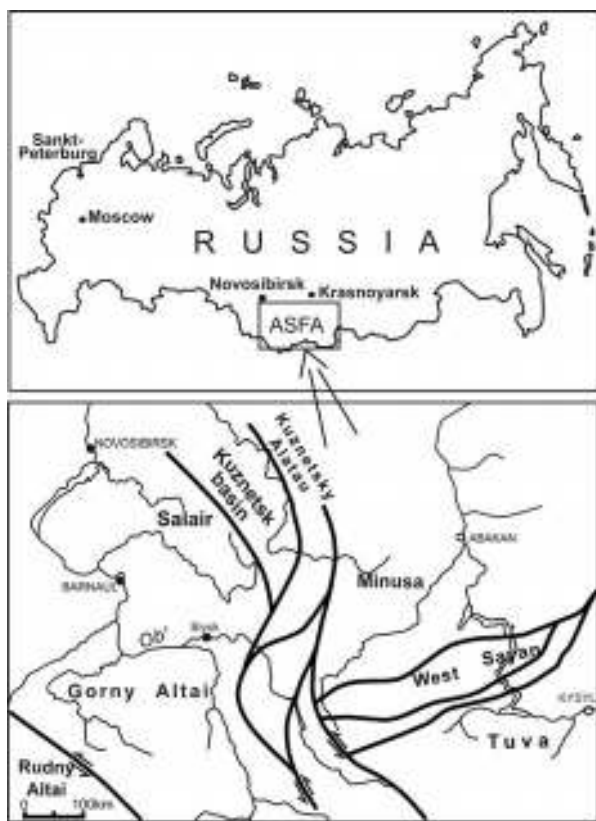 Sankt-
Peterburg
Moscow
RUSSIA
Novosibirsk
Krasnoyarsk
ASFA
NOVOSIBIRSK
Kuznetsk
basin
Kuznetsky
Alatau
Salair
ABAKAN
BARNAUL
Minusa
Ob'
Biysk
West Sayan
Gorny Altai
Tuva
Rudny
Altai
0 100km